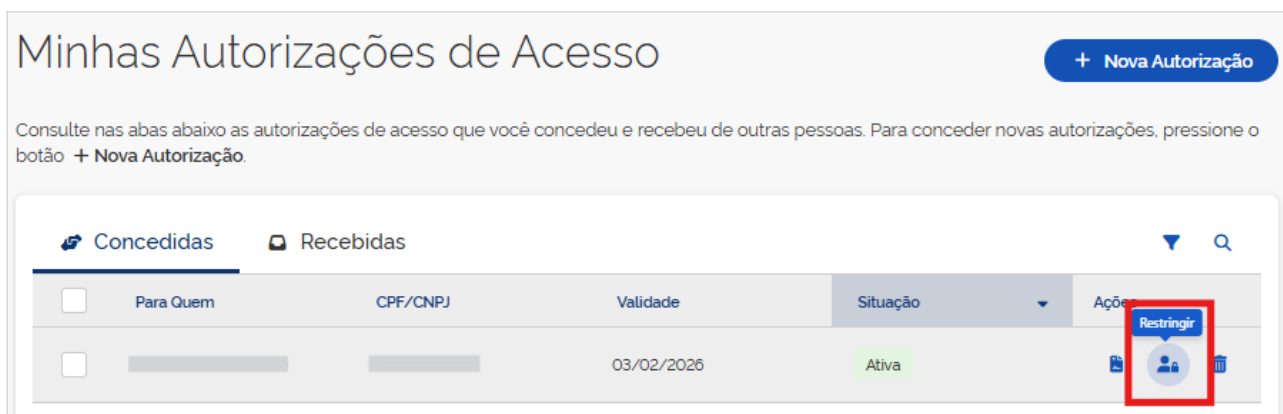 Minhas Autorizações de Acesso
+ Nova Autorização
Consulte nas abas abaixo as autorizações de acesso que você concedeu e recebeu de outras pessoas. Para conceder novas autorizações, pressione o
botão + Nova Autorização.
Concedidas Recebidas
Para Quem CPF/CNPJ Validade Situação Ações
Restringir
03/02/2026 Ativa